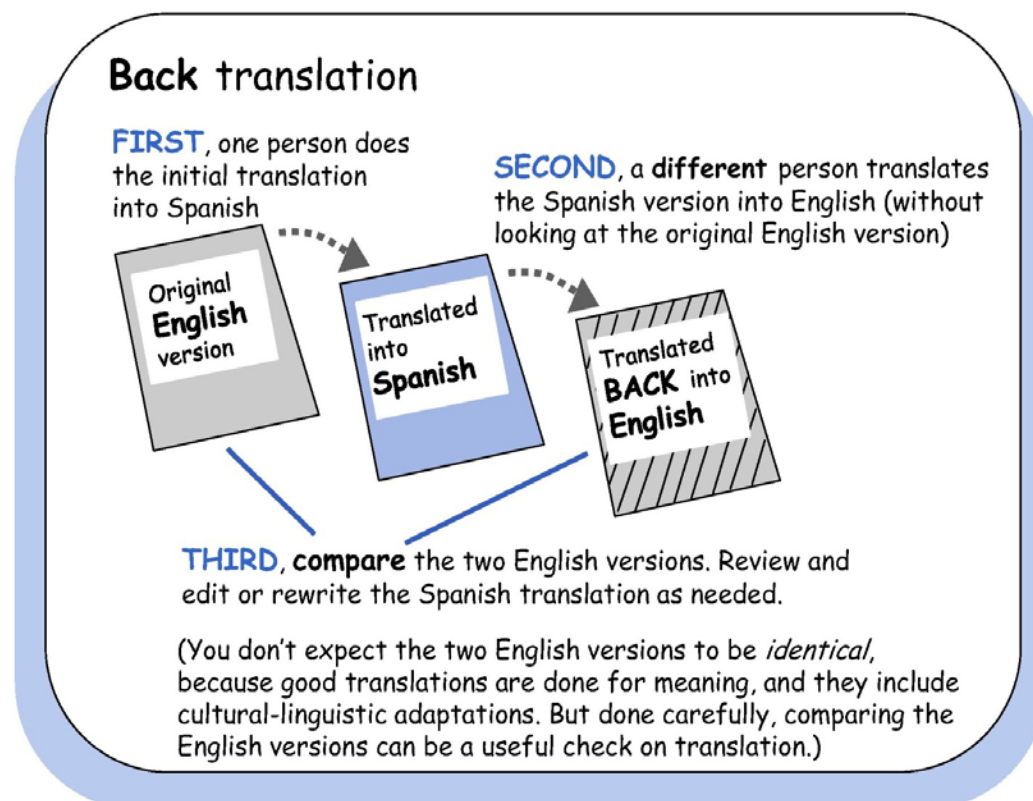 Back translation
FIRST, one person does
the initial translation
into Spanish
SECOND, a different person translates
the Spanish version into English (without
looking at the original English version)
Original
English
version
Translated
into
Spanish
Translated
BACK into
English
THIRD, compare the two English versions. Review and
edit or rewrite the Spanish translation as needed.
(You don't expect the two English versions to be identical,
because good translations are done for meaning, and they include
cultural-linguistic adaptations. But done carefully, comparing the
English versions can be a useful check on translation.)